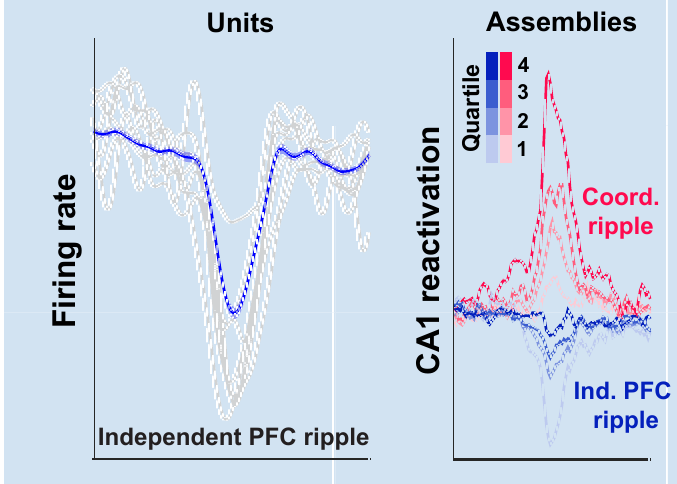 Units
Firing rate
Independent PFC ripple
Assemblies
CA1 reactivation
Quartile
4
3
2
1
Coord.
ripple
Ind. PFC
ripple